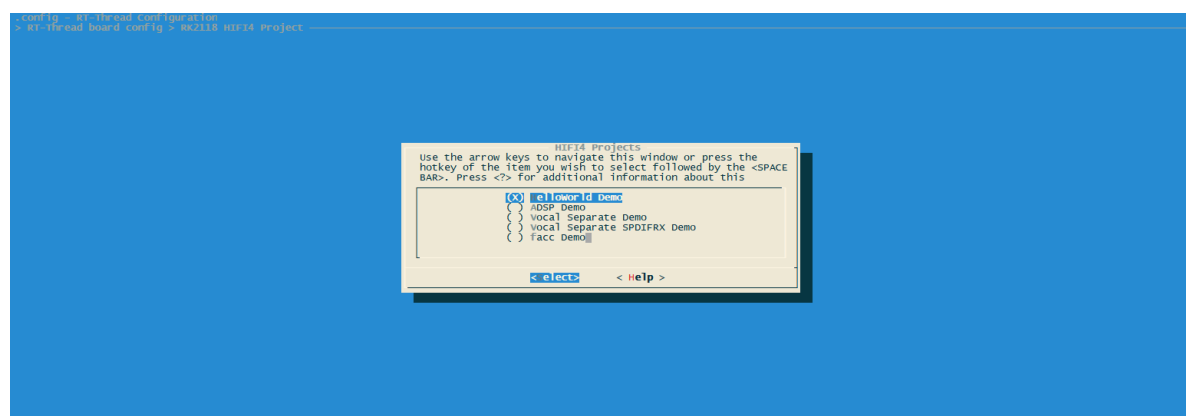 .config - RT-Thread Configuration
> RT-Thread board config > RK2118 HIFI4 Project
HIFI4 Projects
Use the arrow keys to navigate this window or press the
hotkey of the item you wish to select followed by the <SPACE
BAR>. Press <?> for additional information about this
(X) elloworld Demo
( ) ADSP Demo
( ) Vocal Separate Demo
( ) Vocal Separate SPDIFRX Demo
( ) facc Demo
< elect> < Help >